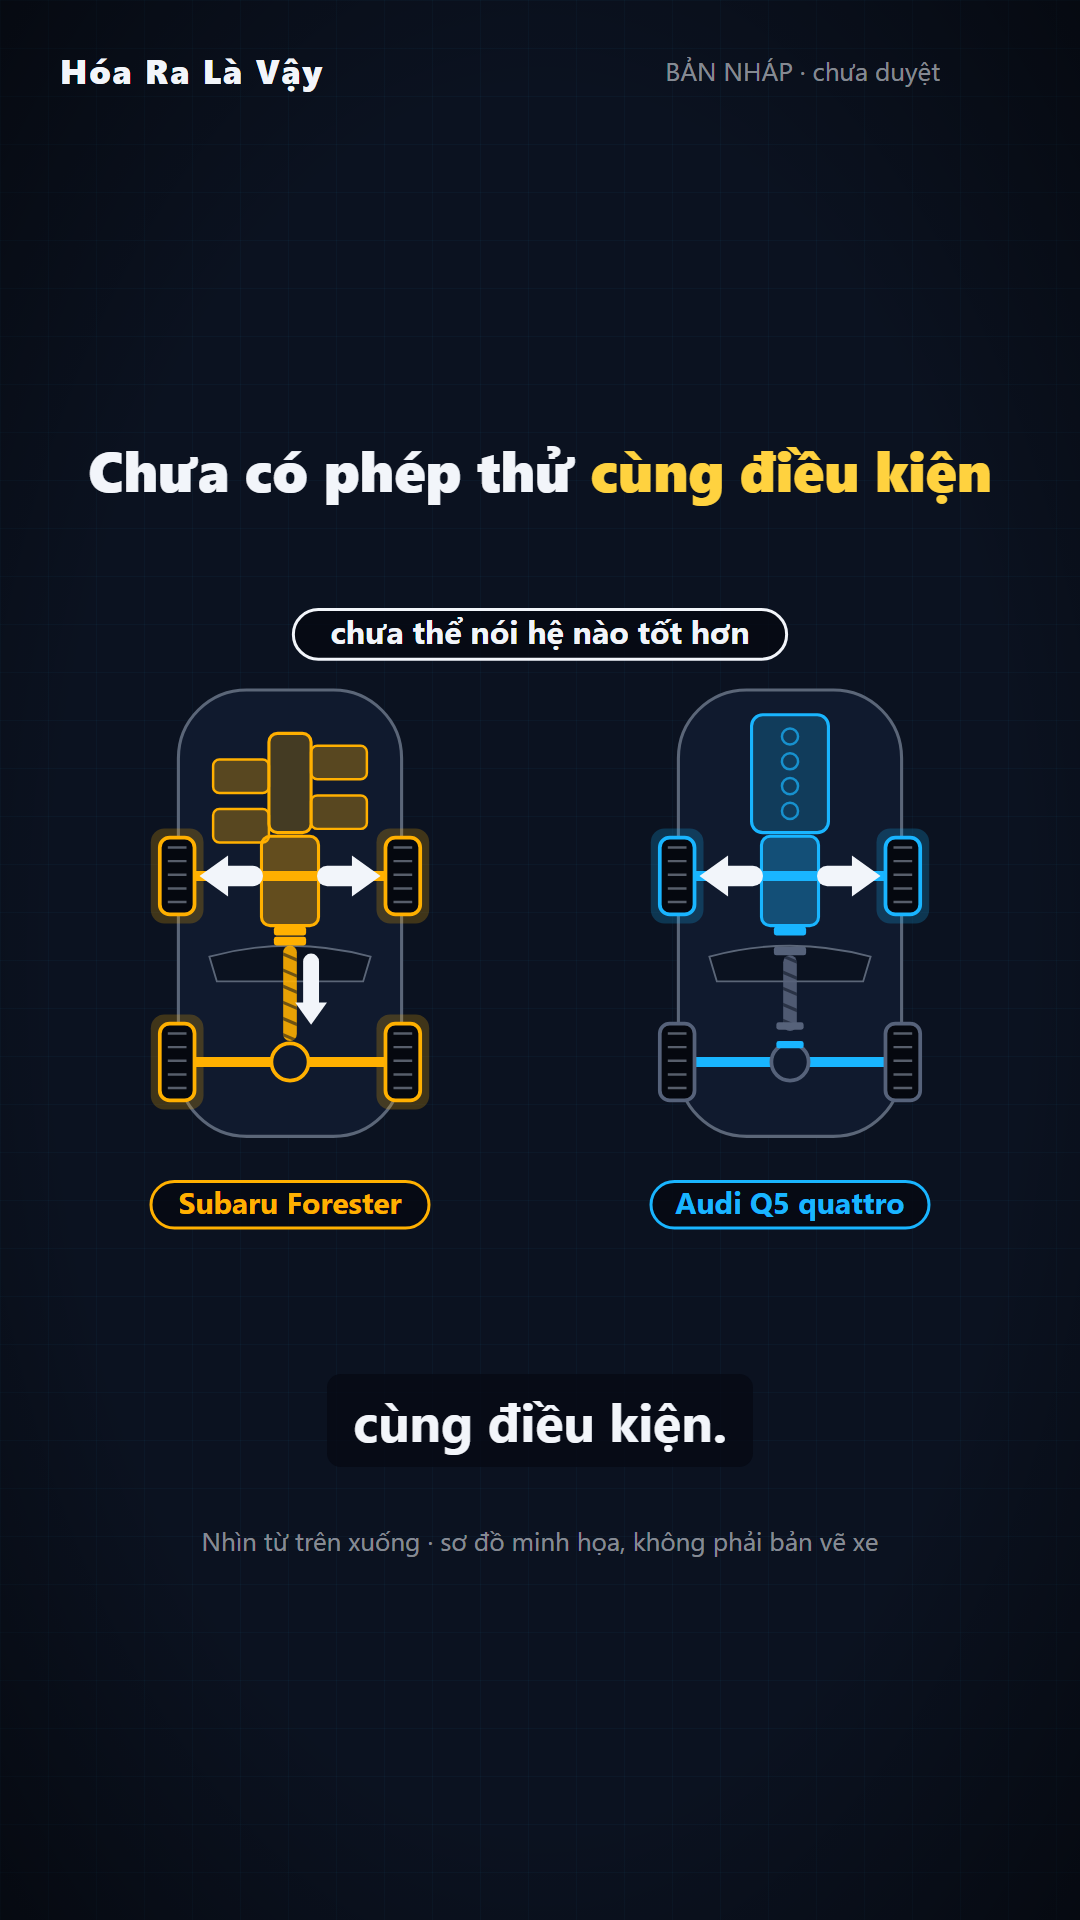 Hóa Ra Là Vậy
BẢN NHÁP · chưa duyệt
Chưa có phép thử cùng điều kiện
chưa thể nói hệ nào tốt hơn
Subaru Forester
Audi Q5 quattro
cùng điều kiện.
Nhìn từ trên xuống · sơ đồ minh họa, không phải bản vẽ xe